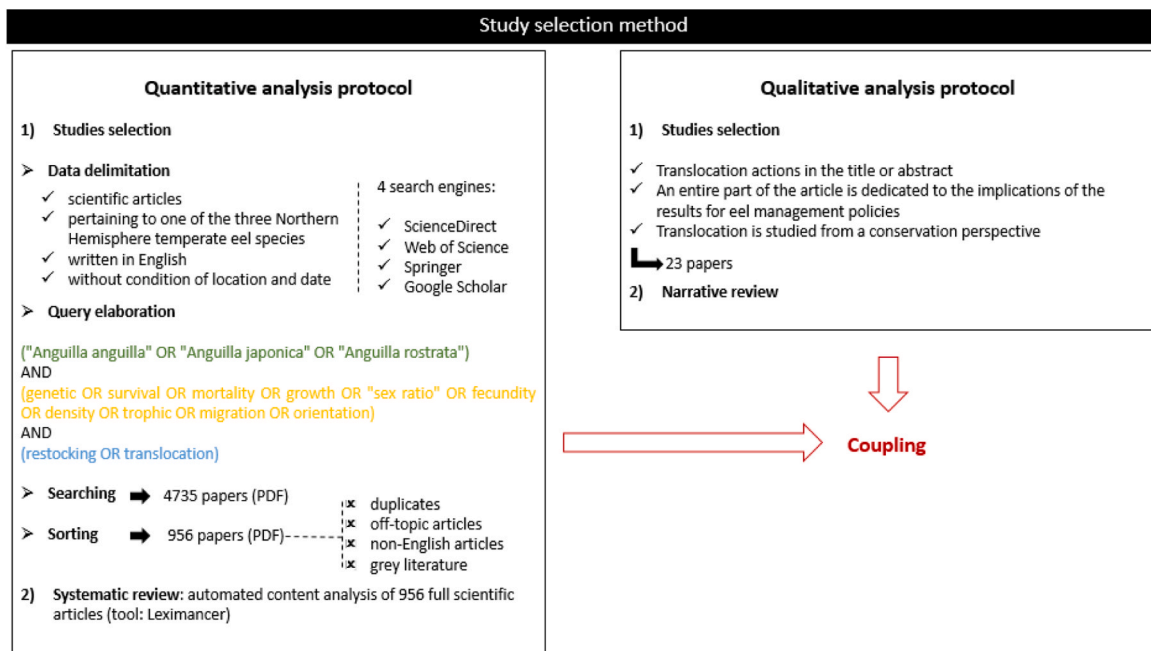 Study selection method
Quantitative analysis protocol
1) Studies selection
➢ Data delimitation
✓ scientific articles
✓ pertaining to one of the three Northern
Hemisphere temperate eel species
✓ written in English
✓ without condition of location and date
4 search engines:
✓ ScienceDirect
✓ Web of Science
✓ Springer
✓ Google Scholar
➢ Query elaboration
("Anguilla anguilla" OR "Anguilla japonica" OR "Anguilla rostrata")
AND
(genetic OR survival OR mortality OR growth OR "sex ratio" OR fecundity
OR density OR trophic OR migration OR orientation)
AND
(restocking OR translocation)
➢ Searching ➡ 4735 papers (PDF)
➢ Sorting ➡ 956 papers (PDF)
x duplicates
x off-topic articles
x non-English articles
x grey literature
2) Systematic review: automated content analysis of 956 full scientific
articles (tool: Leximancer)
Qualitative analysis protocol
1) Studies selection
✓ Translocation actions in the title or abstract
✓ An entire part of the article is dedicated to the implications of the
results for eel management policies
✓ Translocation is studied from a conservation perspective
23 papers
2) Narrative review
Coupling